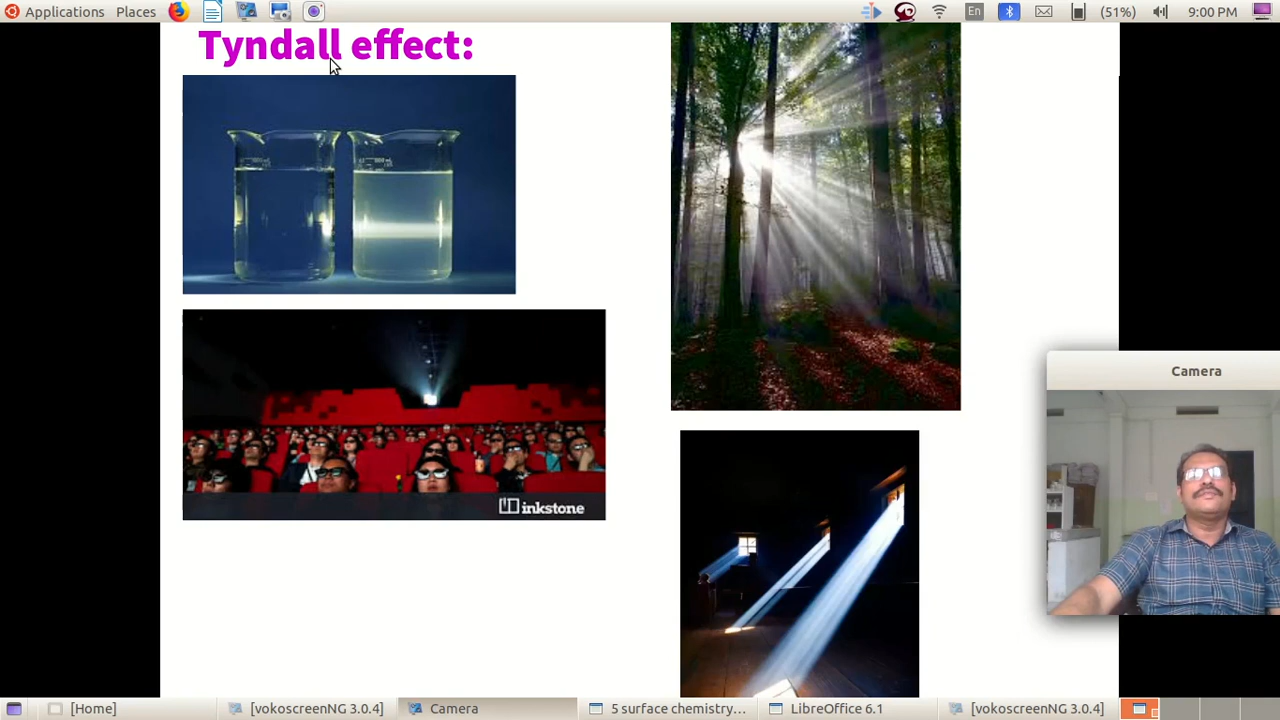 Applications Places En (51%) 9:00 PM
Tyndall effect:
inkstone
Camera
[Home] [vokoscreenNG 3.0.4] Camera 5 surface chemistry... LibreOffice 6.1 [vokoscreenNG 3.0.4]